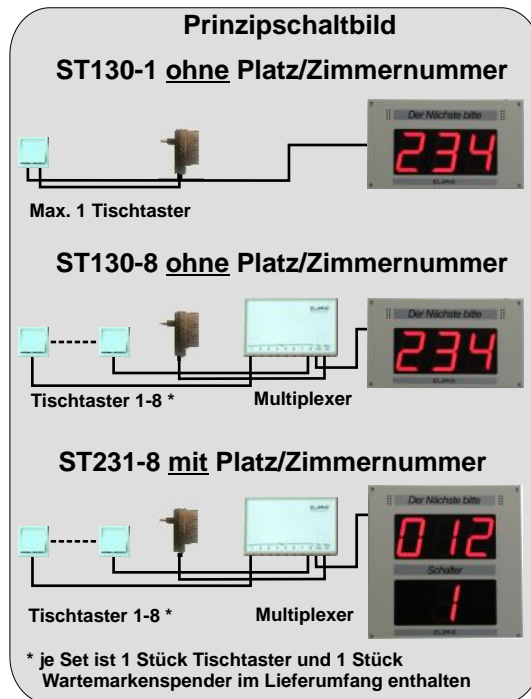 Prinzipschaltbild
ST130-1 ohne Platz/Zimmernummer
Der Nächste bitte
234
Max. 1 Tischtaster
ST130-8 ohne Platz/Zimmernummer
Der Nächste bitte
234
Tischtaster 1-8 *
Multiplexer
ST231-8 mit Platz/Zimmernummer
Der Nächste bitte
012
Schalter
1
Tischtaster 1-8 *
Multiplexer
* je Set ist 1 Stück Tischtaster und 1 Stück
Wartemarkenspender im Lieferumfang enthalten